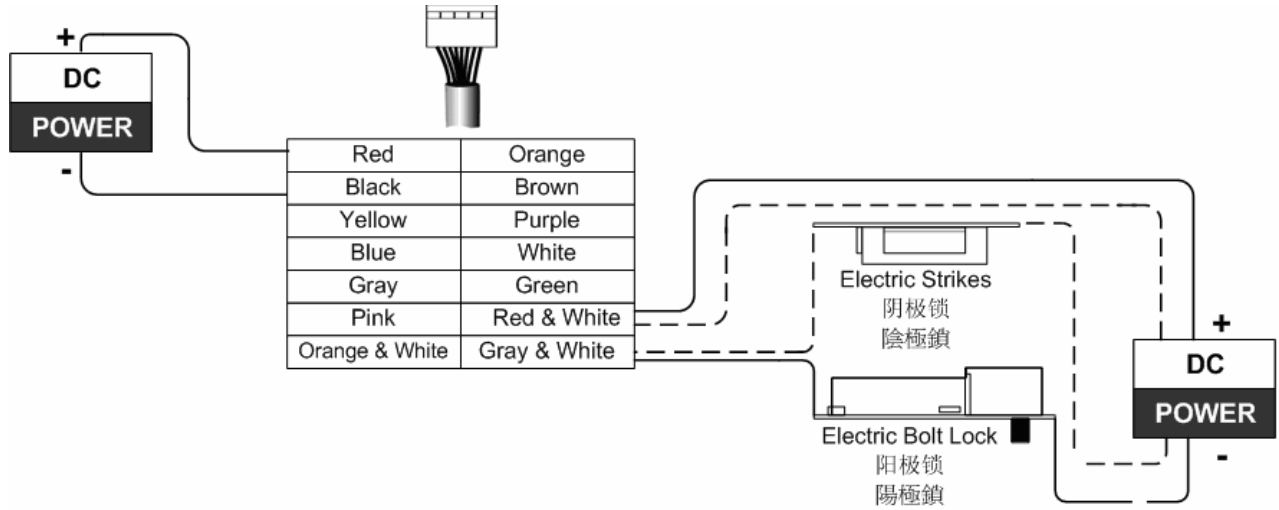 +
DC
POWER
-
Red Orange
Black Brown
Yellow Purple
Blue White
Gray Green
Pink Red & White
Orange & White Gray & White
Electric Strikes
阴极锁
陰極鎖
Electric Bolt Lock
阳极锁
陽極鎖
+
DC
POWER
-